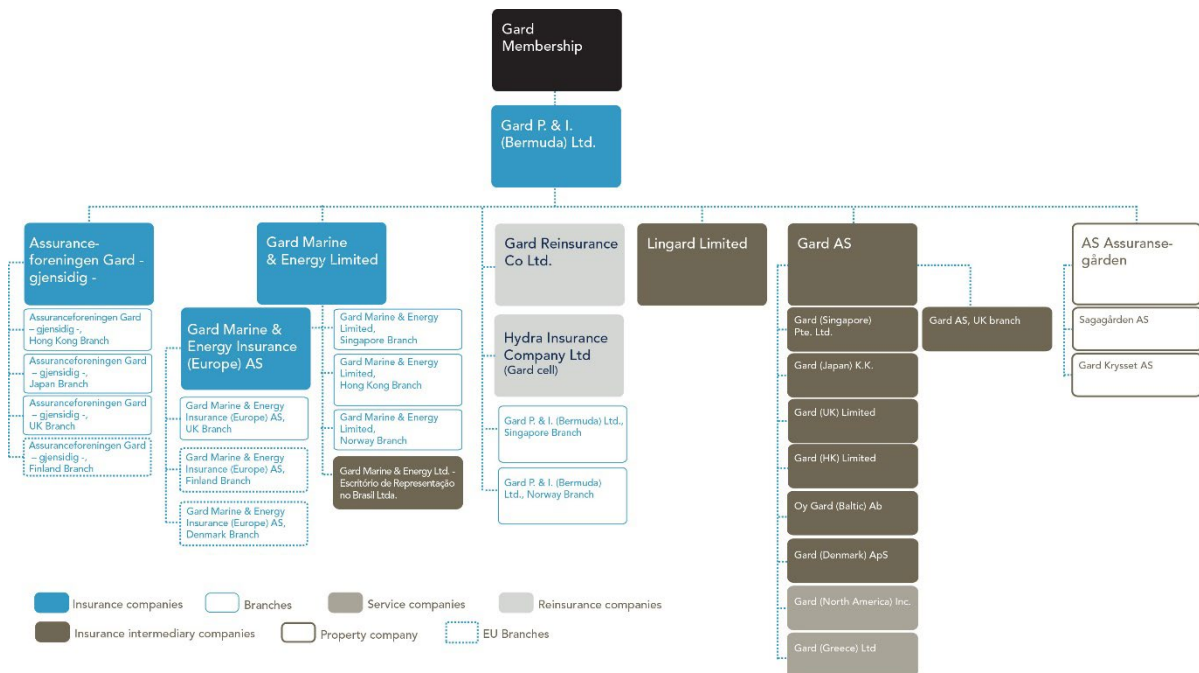 Gard
Membership
Gard P. & I.
(Bermuda) Ltd.
Assurance-
foreningen Gard -
gjensidig -
Assuranceforeningen Gard
– gjensidig -,
Hong Kong Branch
Assuranceforeningen Gard
– gjensidig -,
Japan Branch
Assuranceforeningen Gard
– gjensidig -,
UK Branch
Assuranceforeningen Gard
– gjensidig -,
Finland Branch
Gard Marine
& Energy Limited
Gard Marine &
Energy Insurance
(Europe) AS
Gard Marine & Energy
Insurance (Europe) AS,
UK Branch
Gard Marine & Energy
Insurance (Europe) AS,
Finland Branch
Gard Marine & Energy
Insurance (Europe) AS,
Denmark Branch
Gard Marine & Energy
Limited,
Singapore Branch
Gard Marine & Energy
Limited,
Hong Kong Branch
Gard Marine & Energy
Limited,
Norway Branch
Gard Marine & Energy Ltd. -
Escritório de Representação
no Brasil Ltda.
Gard Reinsurance
Co Ltd.
Hydra Insurance
Company Ltd
(Gard cell)
Gard P. & I. (Bermuda) Ltd.,
Singapore Branch
Gard P. & I. (Bermuda)
Ltd., Norway Branch
Lingard Limited
Gard AS
Gard (Singapore)
Pte. Ltd.
Gard (Japan) K.K.
Gard (UK) Limited
Gard (HK) Limited
Oy Gard (Baltic) Ab
Gard (Denmark) ApS
Gard (North America) Inc.
Gard (Greece) Ltd
Gard AS, UK branch
AS Assuranse-
gården
Sagagården AS
Gard Krysset AS
Insurance companies
Branches
Service companies
Reinsurance companies
Insurance intermediary companies
Property company
EU Branches